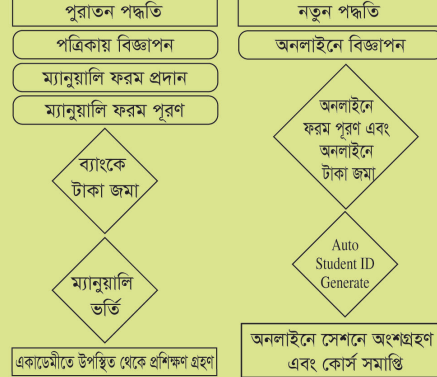 পুরাতন পদ্ধতি
পত্রিকায় বিজ্ঞাপন
ম্যানুয়ালি ফরম প্রদান
ম্যানুয়ালি ফরম পূরণ
ব্যাংকে
টাকা জমা
ম্যানুয়ালি
ভর্তি
একাডেমীতে উপস্থিত থেকে প্রশিক্ষণ গ্রহণ
নতুন পদ্ধতি
অনলাইনে বিজ্ঞাপন
অনলাইনে
ফরম পূরণ এবং
অনলাইনে
টাকা জমা
Auto
Student ID
Generate
অনলাইনে সেশনে অংশগ্রহণ
এবং কোর্স সমাপ্তি